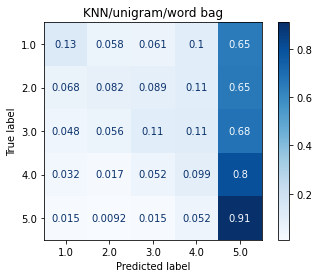 KNN/unigram/word bag
1.0 0.13 0.058 0.061 0.1 0.65
2.0 0.068 0.082 0.089 0.11 0.65
3.0 0.048 0.056 0.11 0.11 0.68
4.0 0.032 0.017 0.052 0.099 0.8
5.0 0.015 0.0092 0.015 0.052 0.91
1.0 2.0 3.0 4.0 5.0
Predicted label
True label
0.8
0.6
0.4
0.2